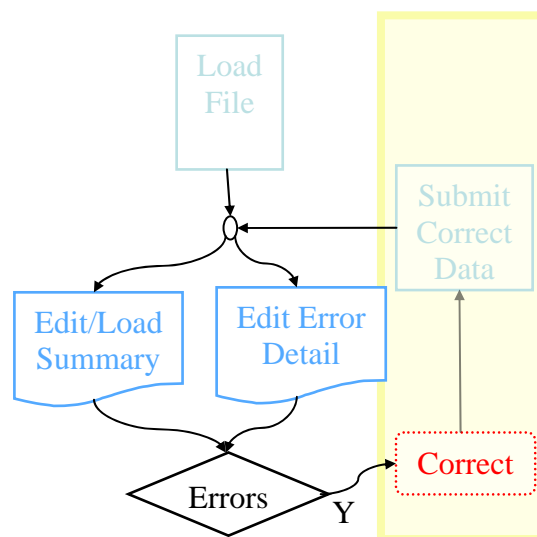 Load
File
Submit
Correct
Data
Edit/Load
Summary
Edit Error
Detail
Correct
Errors
Y